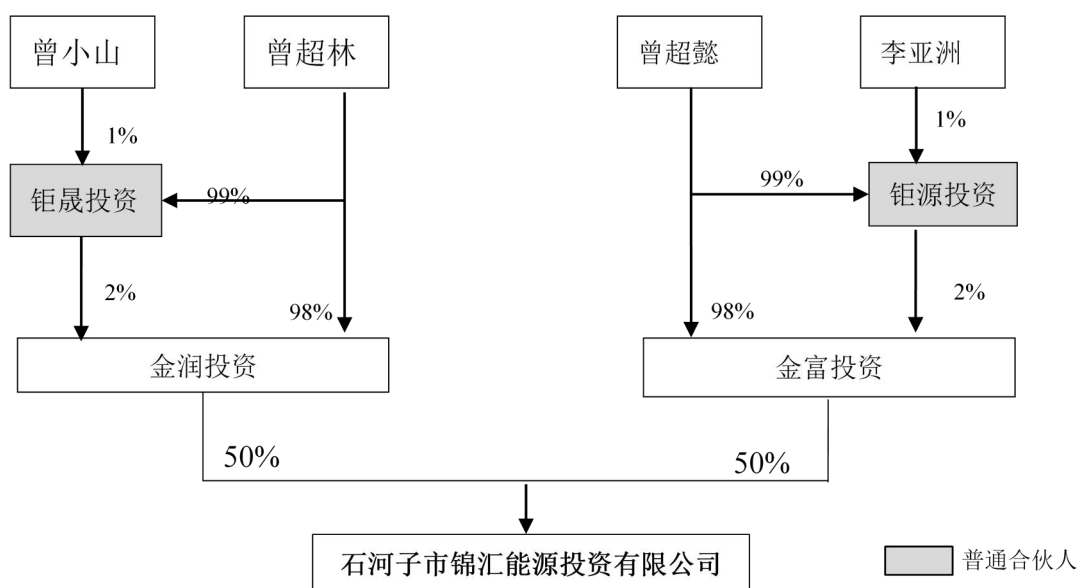 曾小山
曾超林
曾超懿
李亚洲
1%
1%
99%
99%
钜晟投资
钜源投资
2%
98%
98%
2%
金润投资
金富投资
50%
50%
石河子市锦汇能源投资有限公司
普通合伙人